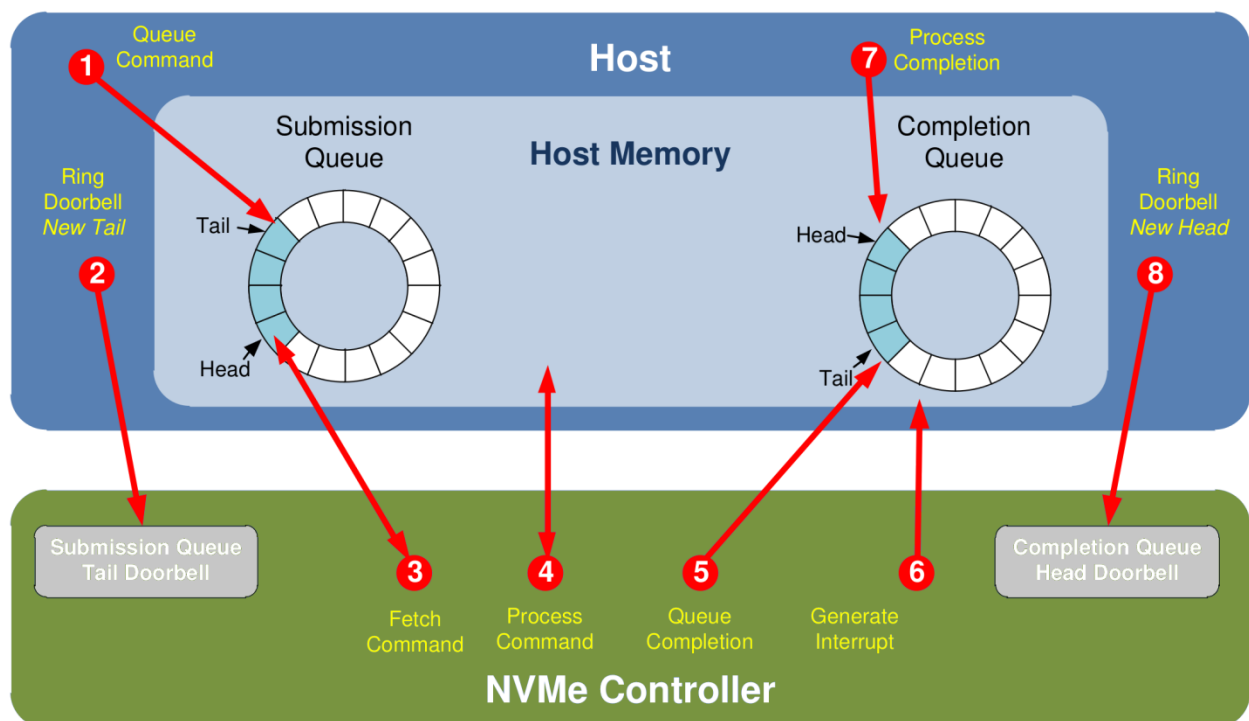 Queue
Command
1
Host
7
Process
Completion
Submission
Queue
Host Memory
Completion
Queue
Ring
Doorbell
New Tail
2
Tail
Head
Head
Tail
Ring
Doorbell
New Head
8
Submission Queue
Tail Doorbell
3
Fetch
Command
4
Process
Command
5
Queue
Completion
6
Generate
Interrupt
Completion Queue
Head Doorbell
NVMe Controller